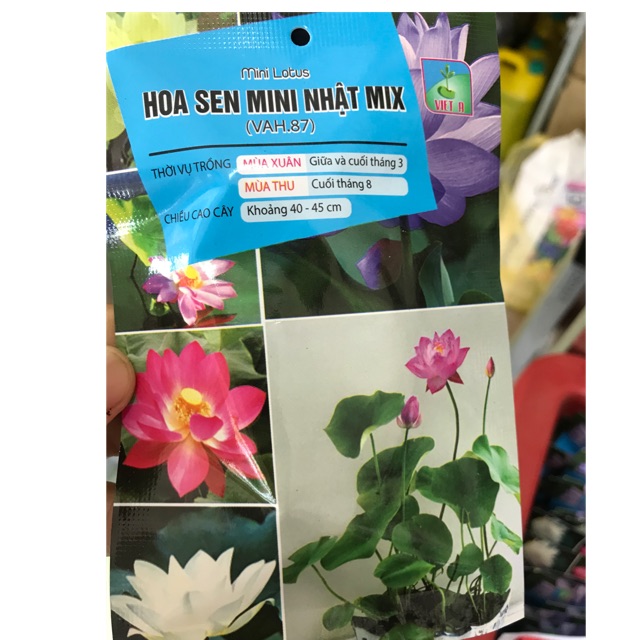 Mini Lotus
HOA SEN MINI NHẬT MIX
(VAH.87)
VIỆT Á
THỜI VỤ TRỒNG MÙA XUÂN Giữa và cuối tháng 3
MÙA THU Cuối tháng 8
CHIỀU CAO CÂY Khoảng 40 - 45 cm